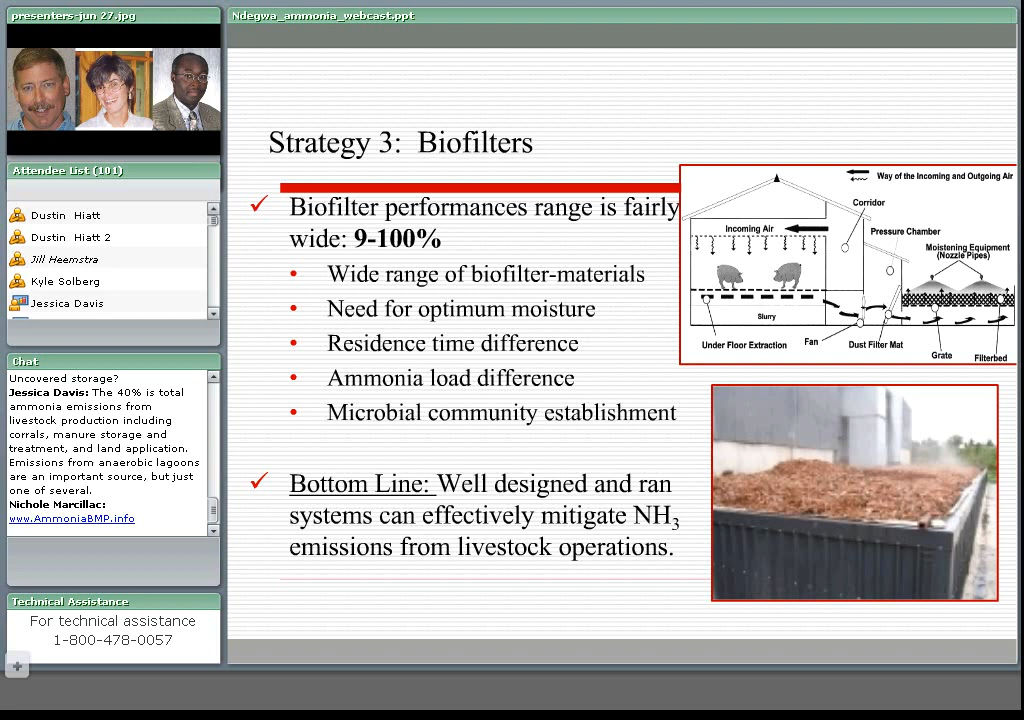 presenters-jun 27.jpg
Attendee List (101)
Dustin Hiatt
Dustin Hiatt 2
Jill Heemstra
Kyle Solberg
Jessica Davis
Chat
Uncovered storage?
Jessica Davis: The 40% is total
ammonia emissions from
livestock production including
corrals, manure storage and
treatment, and land application.
Emissions from anaerobic lagoons
are an important source, but just
one of several.
Nichole Marcillac:
www.AmmoniaBMP.info
Technical Assistance
For technical assistance
1-800-478-0057
Ndegwa_ammonia_webcast.ppt
Strategy 3: Biofilters
✓ Biofilter performances range is fairly
wide: 9-100%
• Wide range of biofilter-materials
• Need for optimum moisture
• Residence time difference
• Ammonia load difference
• Microbial community establishment
✓ Bottom Line: Well designed and ran
systems can effectively mitigate NH₃
emissions from livestock operations.
Way of the Incoming and Outgoing Air
Corridor
Incoming Air
Pressure Chamber
Moistening Equipment
(Nozzle Pipes)
Slurry
Under Floor Extraction
Fan
Dust Filter Mat
Grate
Filterbed